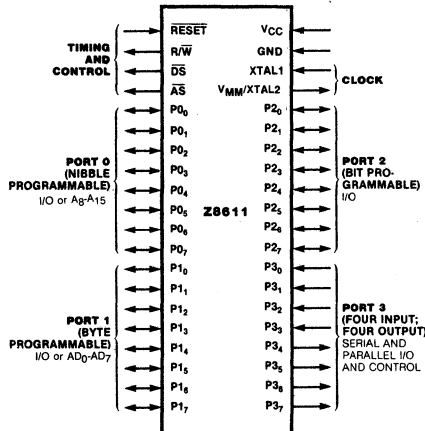 TIMING
AND
CONTROL
RESET
R/W
DS
AS
PORT 0
(NIBBLE
PROGRAMMABLE)
I/O or A8-A15
P00
P01
P02
P03
P04
P05
P06
P07
PORT 1
(BYTE
PROGRAMMABLE)
I/O or AD0-AD7
P10
P11
P12
P13
P14
P15
P16
P17
Z8611
VCC
GND
XTAL1
VMM/XTAL2
CLOCK
P20
P21
P22
P23
P24
P25
P26
P27
PORT 2
(BIT PRO-
GRAMMABLE)
I/O
P30
P31
P32
P33
P34
P35
P36
P37
PORT 3
(FOUR INPUT;
FOUR OUTPUT)
SERIAL AND
PARALLEL I/O
AND CONTROL